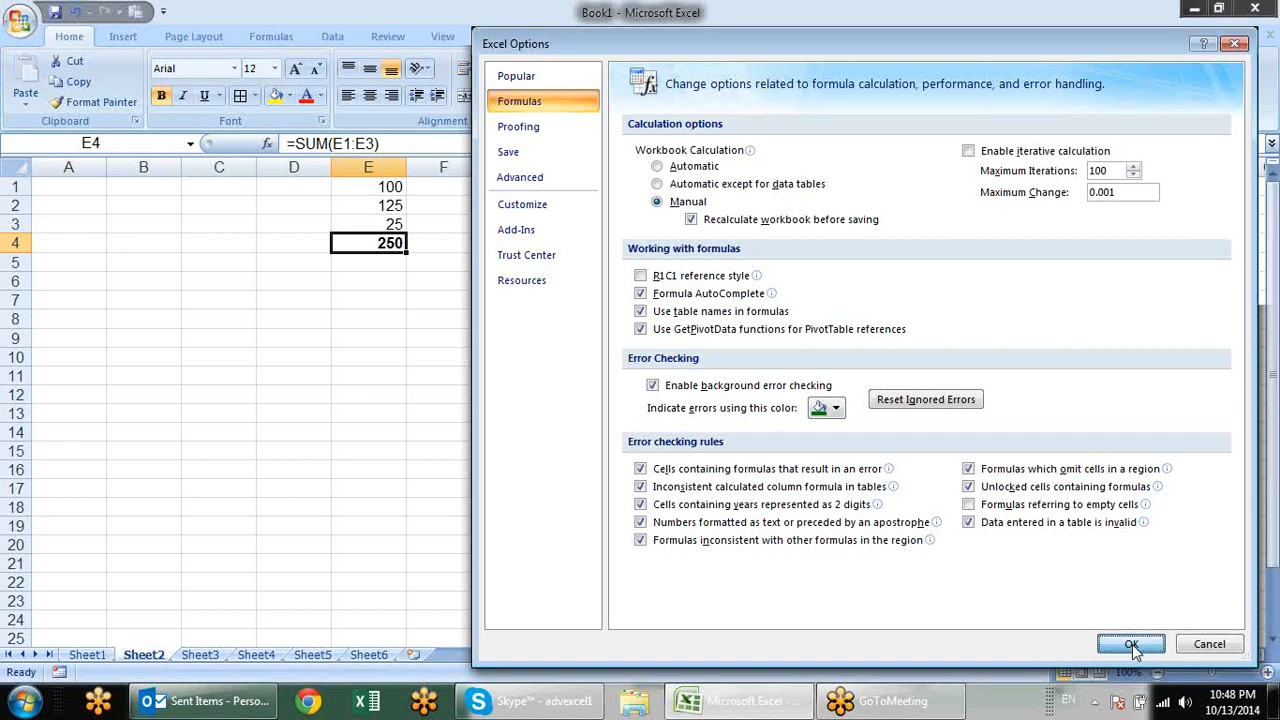 Book1 - Microsoft Excel
Home Insert Page Layout Formulas Data Review View
Excel Options
Paste Cut Copy Format Painter
Clipboard
Arial 12
B I U
Font
Alignment
E4 fx =SUM(E1:E3)
A B C D E F
1 100
2 125
3 25
4 250
5
6
7
8
9
10
11
12
13
14
15
16
17
18
19
20
21
22
23
24
25
Popular
Formulas
Proofing
Save
Advanced
Customize
Add-Ins
Trust Center
Resources
Change options related to formula calculation, performance, and error handling.
Calculation options
Workbook Calculation
Automatic
Automatic except for data tables
Manual
Recalculate workbook before saving
Enable iterative calculation
Maximum Iterations: 100
Maximum Change: 0.001
Working with formulas
R1C1 reference style
Formula AutoComplete
Use table names in formulas
Use GetPivotData functions for PivotTable references
Error Checking
Enable background error checking
Indicate errors using this color:
Reset Ignored Errors
Error checking rules
Cells containing formulas that result in an error
Inconsistent calculated column formula in tables
Cells containing years represented as 2 digits
Numbers formatted as text or preceded by an apostrophe
Formulas inconsistent with other formulas in the region
Formulas which omit cells in a region
Unlocked cells containing formulas
Formulas referring to empty cells
Data entered in a table is invalid
OK Cancel
Sheet1 Sheet2 Sheet3 Sheet4 Sheet5 Sheet6
Ready 100%
Sent Items - Perso... Skype™ - advexcel1 Microsoft Excel - ... GoToMeeting EN 10:48 PM
10/13/2014